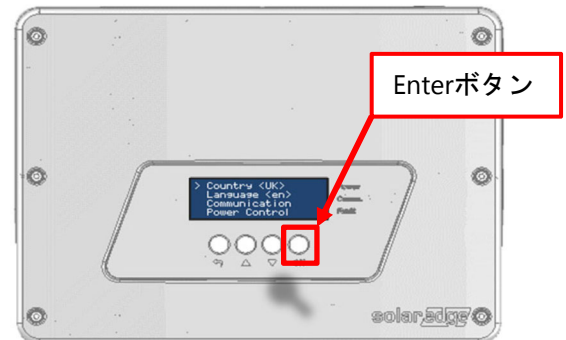 Enterボタン
> Country <UK>
Language <en>
Communication
Power Control
Power
Comm.
Fault
solaredge